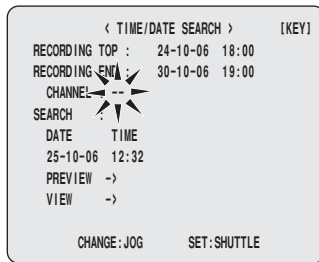 < TIME/DATE SEARCH > [KEY]
RECORDING TOP : 24-10-06 18:00
RECORDING END : 30-10-06 19:00
CHANNEL : --
SEARCH :
DATE TIME
25-10-06 12:32
PREVIEW ->
VIEW ->
CHANGE:JOG SET:SHUTTLE